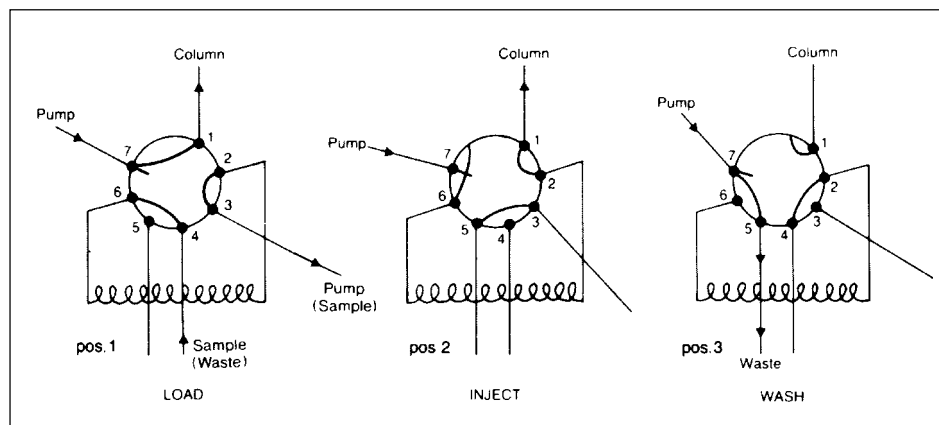 Column
Pump
1
2
3
4
5
6
7
Pump
(Sample)
Sample
(Waste)
pos.1
LOAD
Column
Pump
1
2
3
4
5
6
7
pos 2
INJECT
Column
Pump
1
2
3
4
5
6
7
Waste
pos.3
WASH